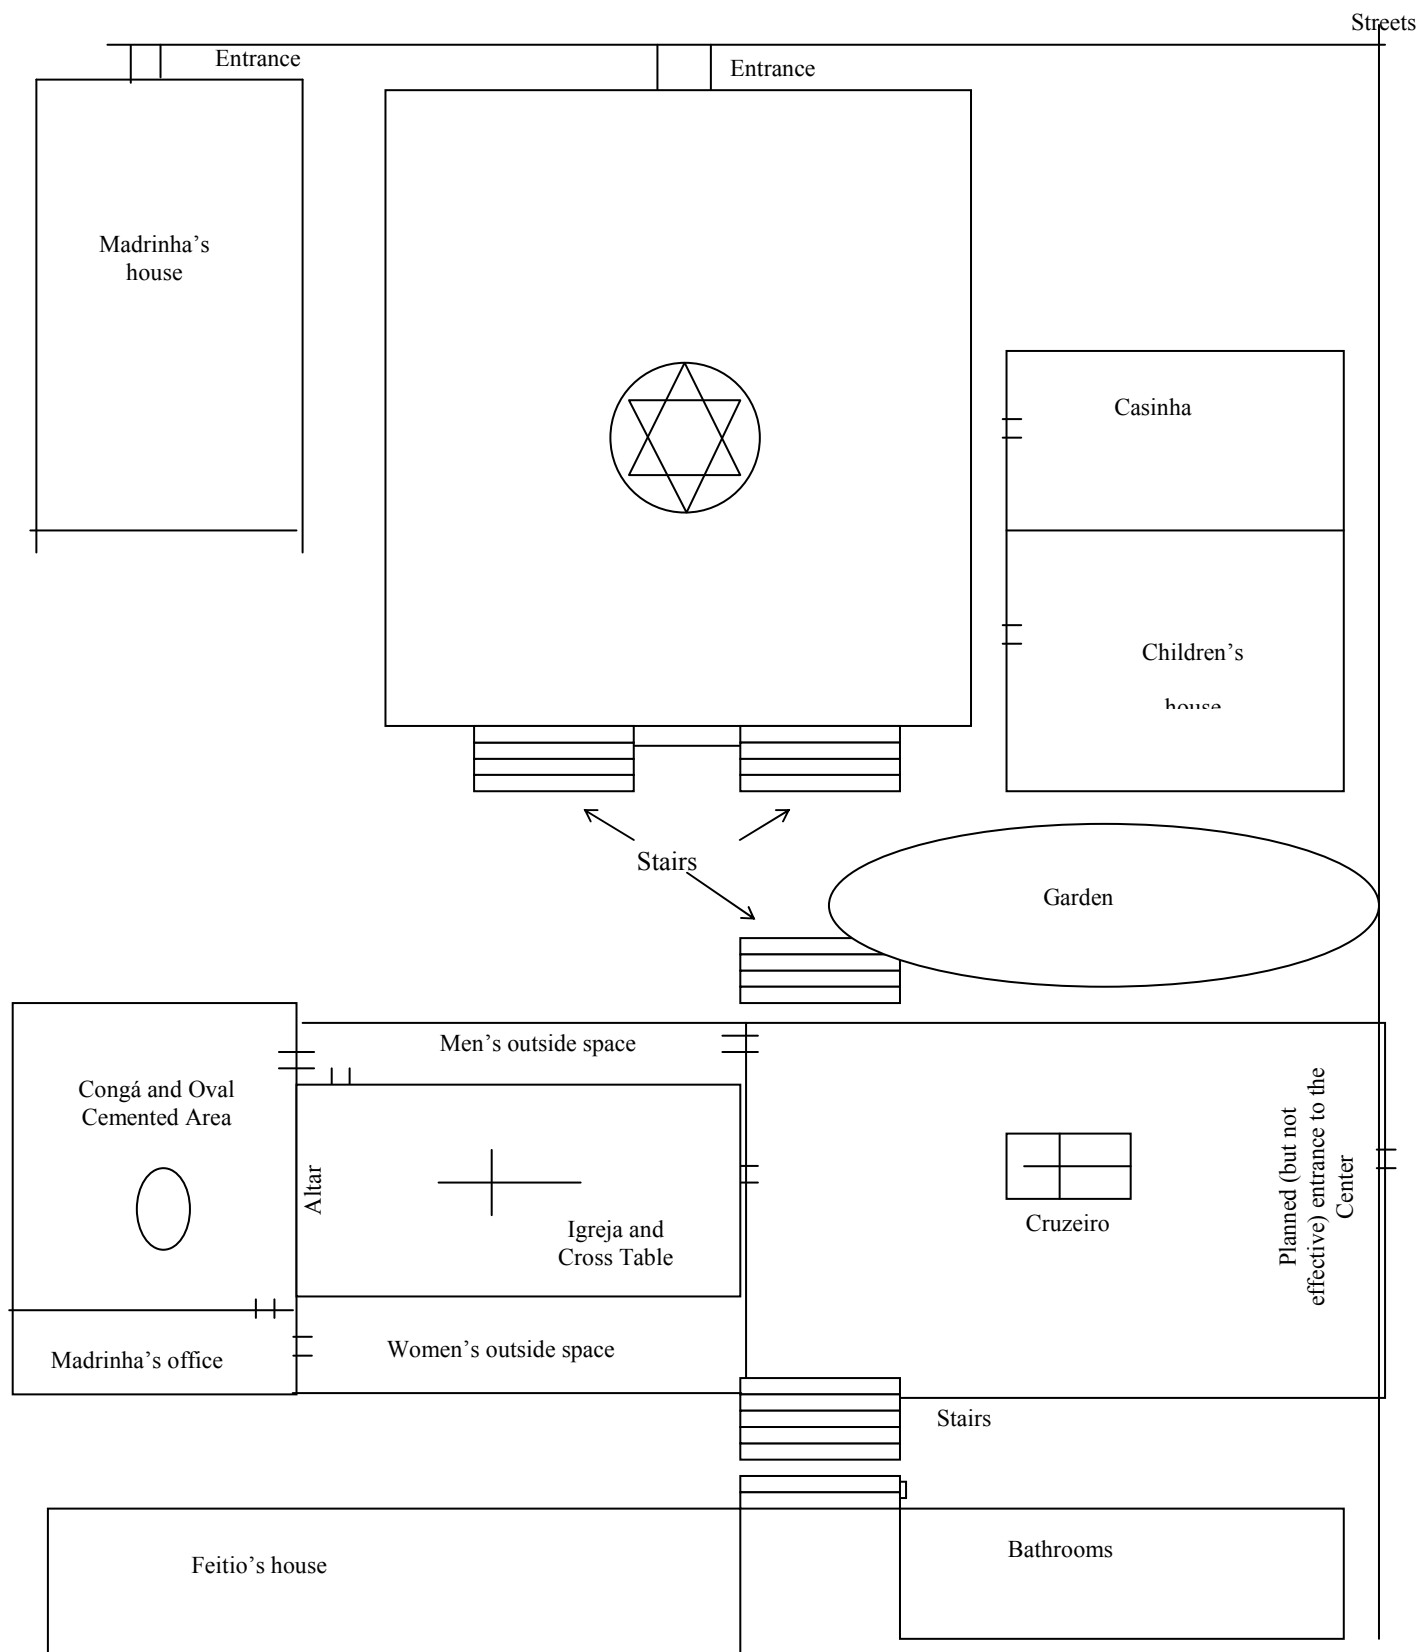 Streets
Entrance
Entrance
Madrinha’s
house
Casinha
Children’s
house
Stairs
Garden
Men’s outside space
Congá and Oval
Cemented Area
Altar
Igreja and
Cross Table
Cruzeiro
Planned (but not
effective) entrance to the
Center
Madrinha’s office
Women’s outside space
Stairs
Feitio’s house
Bathrooms